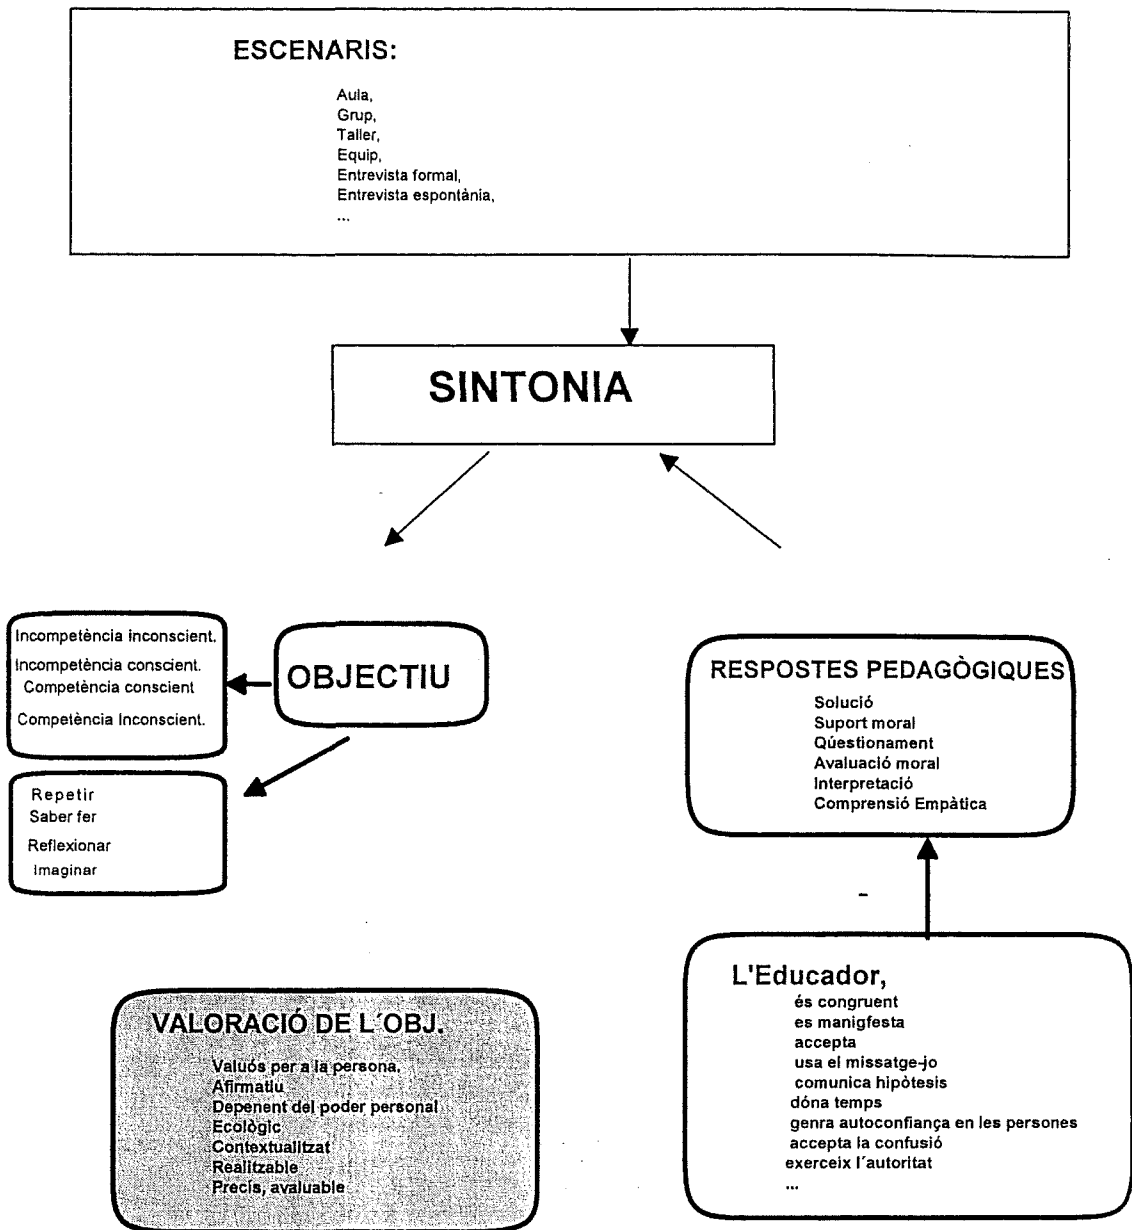 ESCENARIS:
Aula,
Grup,
Taller,
Equip,
Entrevista formal,
Entrevista espontània,
...
SINTONIA
Incompetència inconscient.
Incompetència conscient.
Competència conscient
Competència Inconscient.
OBJECTIU
Repetir
Saber fer
Reflexionar
Imaginar
RESPOSTES PEDAGÒGIQUES
Solució
Suport moral
Qúestionament
Avaluació moral
Interpretació
Comprensió Empàtica
VALORACIÓ DE L´OBJ.
Valuós per a la persona.
Afirmatiu
Depenent del poder personal
Ecològic
Contextualitzat
Realitzable
Precís, avaluable
L'Educador,
és congruent
es manigfesta
accepta
usa el missatge-jo
comunica hipòtesis
dóna temps
genra autoconfiança en les persones
accepta la confusió
exerceix l´autoritat
...